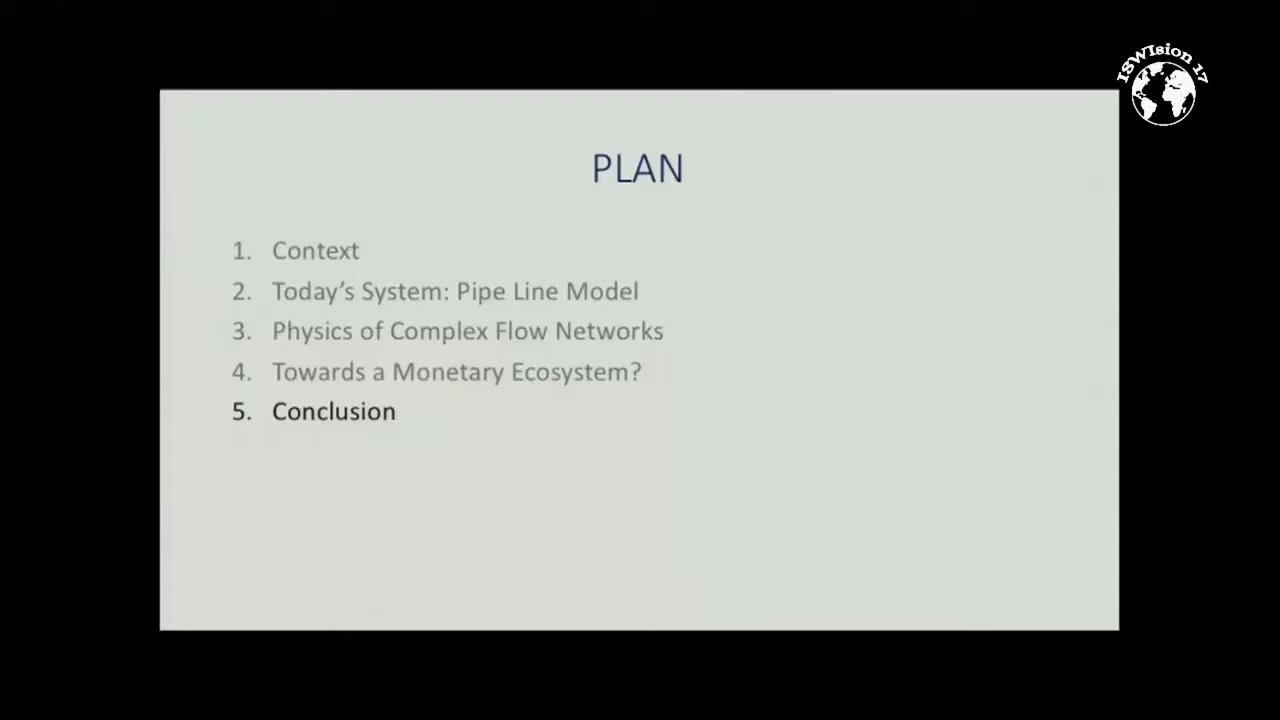 ISWIsion 17
PLAN
1. Context
2. Today's System: Pipe Line Model
3. Physics of Complex Flow Networks
4. Towards a Monetary Ecosystem?
5. Conclusion